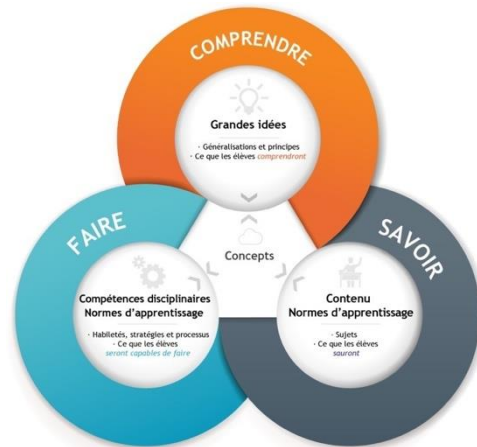 COMPRENDRE
Grandes idées
· Généralisations et principes
· Ce que les élèves comprendront
Concepts
FAIRE
Compétences disciplinaires
Normes d'apprentissage
· Habiletés, stratégies et processus
· Ce que les élèves
seront capables de faire
SAVOIR
Contenu
Normes d'apprentissage
· Sujets
· Ce que les élèves
sauront